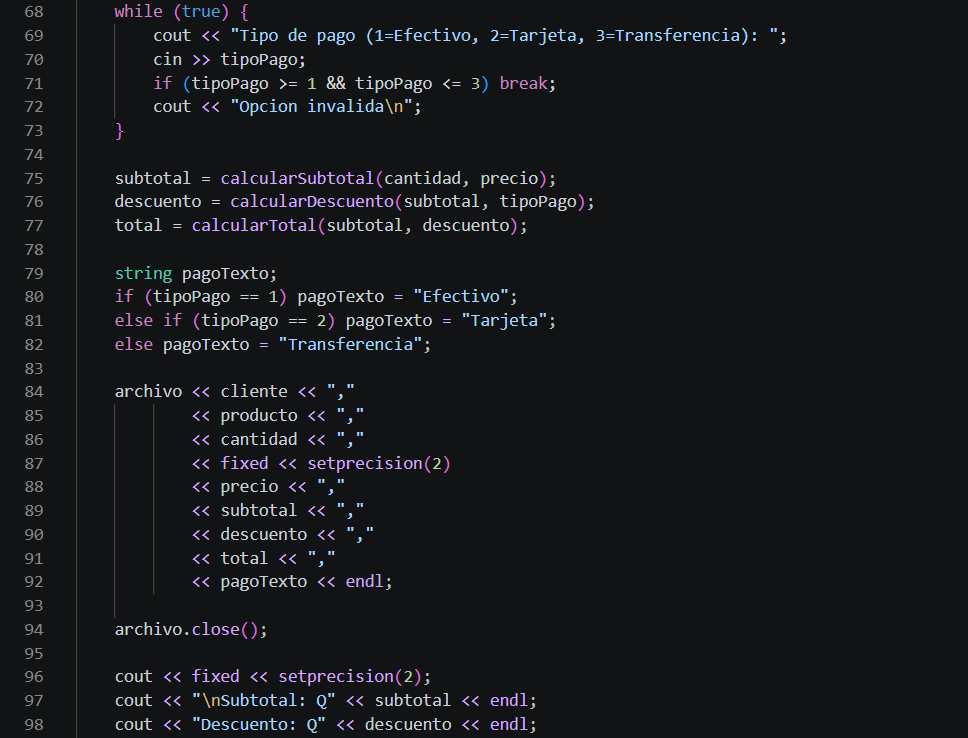 68 while (true) {
69 cout << "Tipo de pago (1=Efectivo, 2=Tarjeta, 3=Transferencia): ";
70 cin >> tipoPago;
71 if (tipoPago >= 1 && tipoPago <= 3) break;
72 cout << "Opcion invalida\n";
73 }
74
75 subtotal = calcularSubtotal(cantidad, precio);
76 descuento = calcularDescuento(subtotal, tipoPago);
77 total = calcularTotal(subtotal, descuento);
78
79 string pagoTexto;
80 if (tipoPago == 1) pagoTexto = "Efectivo";
81 else if (tipoPago == 2) pagoTexto = "Tarjeta";
82 else pagoTexto = "Transferencia";
83
84 archivo << cliente << ","
85 << producto << ","
86 << cantidad << ","
87 << fixed << setprecision(2)
88 << precio << ","
89 << subtotal << ","
90 << descuento << ","
91 << total << ","
92 << pagoTexto << endl;
93
94 archivo.close();
95
96 cout << fixed << setprecision(2);
97 cout << "\nSubtotal: Q" << subtotal << endl;
98 cout << "Descuento: Q" << descuento << endl;